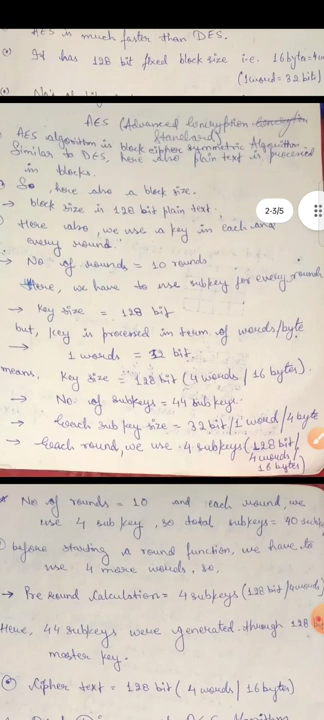 AES is much faster than DES.
It has 128 bit fixed block size i.e. 16 byte=4w
(1 word = 32 bit)
AES (Advanced Encryption
Standard)
AES algorithm is block cipher symmetric Algorithm.
Similar to DES, here also plain text is processed
in blocks.
So, here also a block size.
→ block size is 128 bit plain text.
Here also, we use a key in each and
every round.
→ No of rounds = 10 rounds
Here, we have to use subkey for every round
→ Key size = 128 bit
but, key is processed in term of words/byte
→ 1 words = 32 bit.
means, key size = 128 bit (4 words / 16 bytes).
→ No of subkeys = 44 subkeys.
→ Each sub key size = 32 bit/1 word/4 byte
→ Each round, we use 4 subkeys (128 bit/
4 words/
16 bytes)
2-3/5
* No of rounds = 10 and each round, we
use 4 sub key, so total subkeys = 40 subk
before starting a round function, we have to
use 4 more words, so,
→ Pre round Calculation = 4 subkeys (128 bit/4 words)
Here, 44 subkeys were generated through 128
master key.
Cipher text = 128 bit (4 words/ 16 bytes)